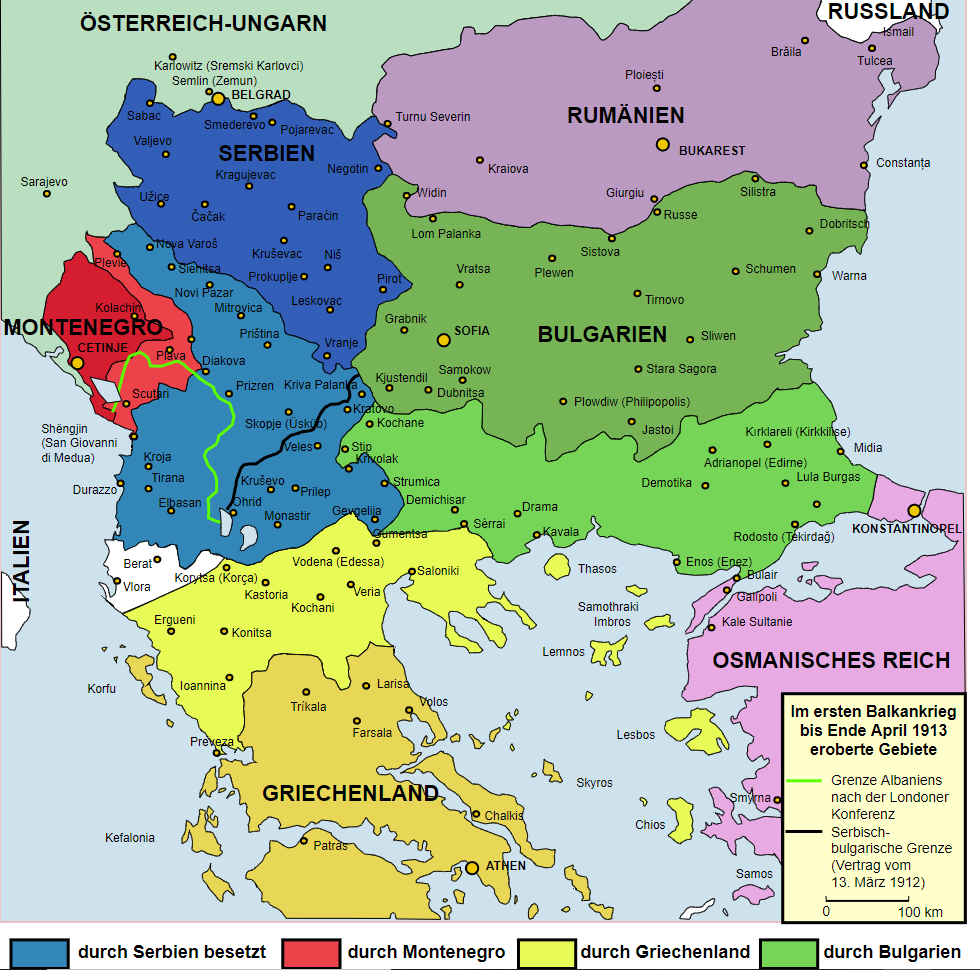 ÖSTERREICH-UNGARN
RUSSLAND
Ismail
Brăila
Tulcea
Karlowitz (Sremski Karlovci)
Semlin (Zemun)
BELGRAD
Ploiești
Sabac
Smederevo
Pojarevac
Turnu Severin
RUMÄNIEN
Valjevo
SERBIEN
BUKAREST
Kragujevac
Negotin
Kraiova
Constanța
Sarajevo
Užice
Čačak
Paraćin
Widin
Giurgiu
Silistra
Russe
Lom Palanka
Dobritsch
Nova Varoš
Kruševac
Niš
Sistova
Plevie
Sienitsa
Prokuplje
Pirot
Vratsa
Plewen
Schumen
Warna
Novi Pazar
Mitrovica
Leskovac
Tirnovo
Kolachin
Grabnik
SOFIA
BULGARIEN
Sliwen
MONTENEGRO
CETINJE
Priština
Vranje
Plava
Diakova
Samokow
Stara Sagora
Prizren
Kriva Palanka
Kjustendil
Dubnitsa
Scutari
Kratovo
Plowdiw (Philipopolis)
Skopje (Üsküb)
Kochane
Jastoi
Shëngjin
(San Giovanni
di Medua)
Veles
Stip
Kırklareli (Kirkkilise)
Midia
Kroja
Krivolak
Adrianopel (Edirne)
Tirana
Durazzo
Kruševo
Prilep
Strumica
Demotika
Lula Burgas
Elbasan
Ohrid
Demichisar
Drama
Monastir
Gevgelija
Sérrai
Kavala
Rodosto (Tekirdağ)
KONSTANTINOPEL
ITALIEN
Gumentsa
Berat
Vodena (Edessa)
Saloniki
Thasos
Enos (Enez)
Bulair
Vlora
Korytsa (Korça)
Kastoria
Veria
Kochani
Galipoli
Samothraki
Imbros
Kale Sultanie
Ergueni
Konitsa
Lemnos
OSMANISCHES REICH
Korfu
Ioannina
Larisa
Tríkala
Volos
Farsala
Lesbos
Preveza
Skyros
Smyrna
GRIECHENLAND
Chalkis
Chios
Kefalonia
Patras
ATHEN
Samos
Im ersten Balkankrieg
bis Ende April 1913
eroberte Gebiete
Grenze Albaniens
nach der Londoner
Konferenz
Serbisch-
bulgarische Grenze
(Vertrag vom
13. März 1912)
0
100 km
durch Serbien besetzt
durch Montenegro
durch Griechenland
durch Bulgarien